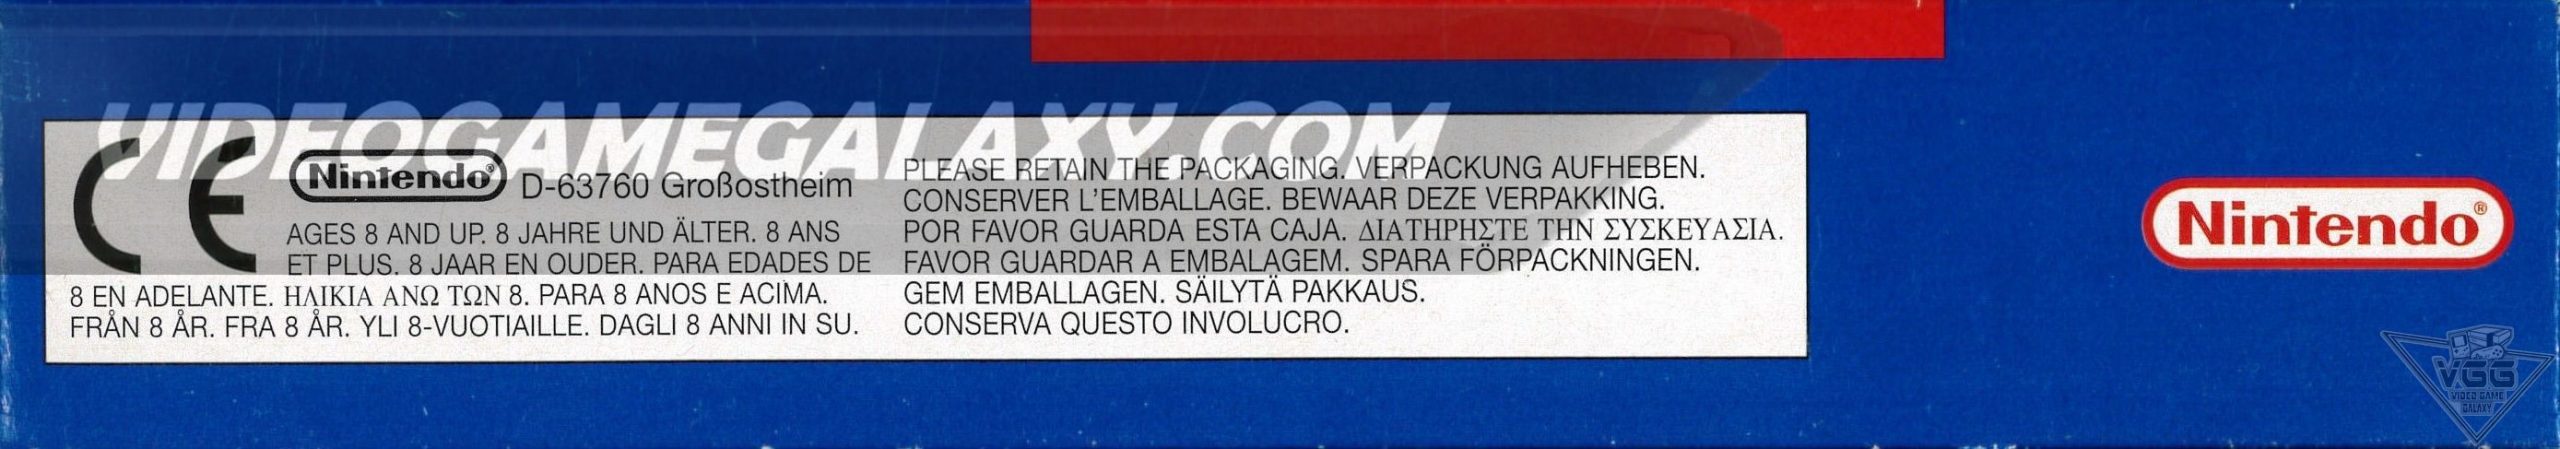 VIDEOGAMEGALAXY.COM
CE
Nintendo® D-63760 Großostheim
AGES 8 AND UP. 8 JAHRE UND ÄLTER. 8 ANS
ET PLUS. 8 JAAR EN OUDER. PARA EDADES DE
8 EN ADELANTE. ΗΛΙΚΙΑ ΑΝΩ ΤΩΝ 8. PARA 8 ANOS E ACIMA.
FRÅN 8 ÅR. FRA 8 ÅR. YLI 8-VUOTIAILLE. DAGLI 8 ANNI IN SU.
PLEASE RETAIN THE PACKAGING. VERPACKUNG AUFHEBEN.
CONSERVER L'EMBALLAGE. BEWAAR DEZE VERPAKKING.
POR FAVOR GUARDA ESTA CAJA. ΔΙΑΤΗΡΗΣΤΕ ΤΗΝ ΣΥΣΚΕΥΑΣΙΑ.
FAVOR GUARDAR A EMBALAGEM. SPARA FÖRPACKNINGEN.
GEM EMBALLAGEN. SÄILYTÄ PAKKAUS.
CONSERVA QUESTO INVOLUCRO.
Nintendo®
VGG
VIDEO GAME
GALAXY